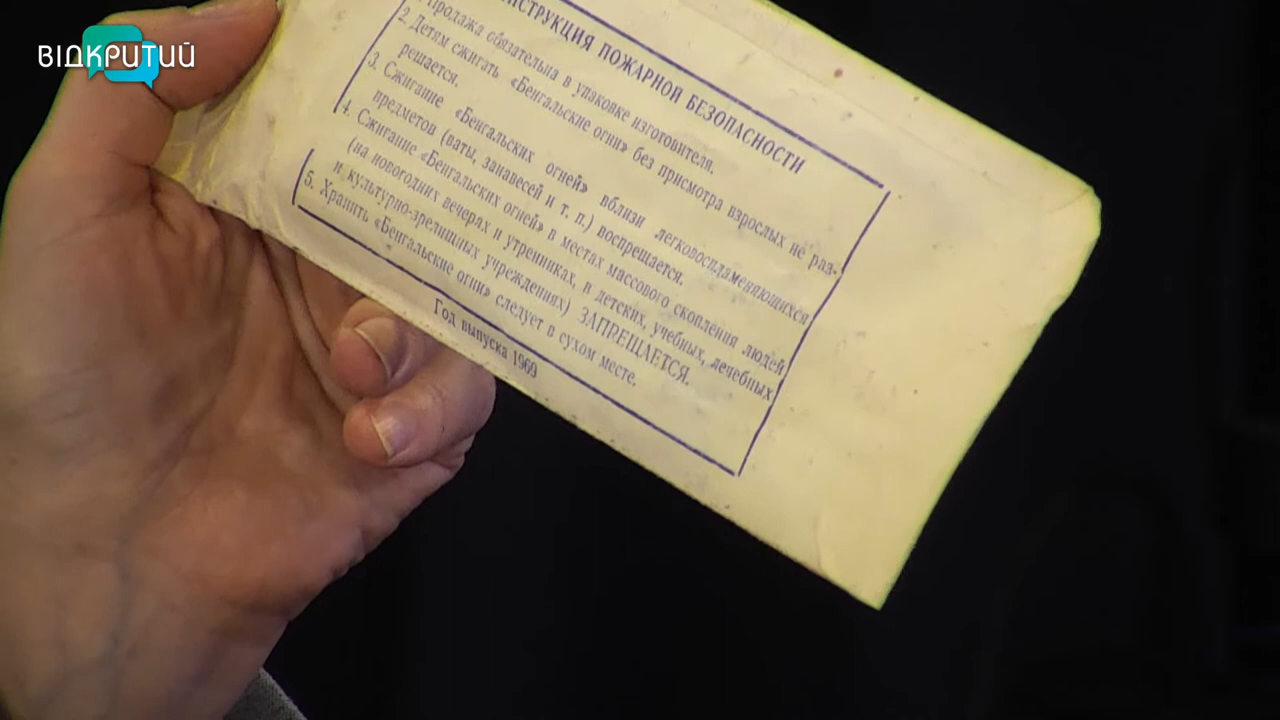 ВІДКРИТИЙ
ИНСТРУКЦИЯ ПОЖАРНОЙ БЕЗОПАСНОСТИ
1. Продажа обязательна в упаковке изготовителя.
2. Детям сжигать «Бенгальские огни» без присмотра взрослых не раз-
решается.
3. Сжигание «Бенгальских огней» вблизи легковоспламеняющихся
предметов (ваты, занавесей и т. п.) воспрещается.
4. Сжигание «Бенгальских огней» в местах массового скопления людей
(на новогодних вечерах и утренниках, в детских, учебных, лечебных
и культурно-зрелищных учреждениях) ЗАПРЕЩАЕТСЯ.
5. Хранить «Бенгальские огни» следует в сухом месте.
Год выпуска 1969